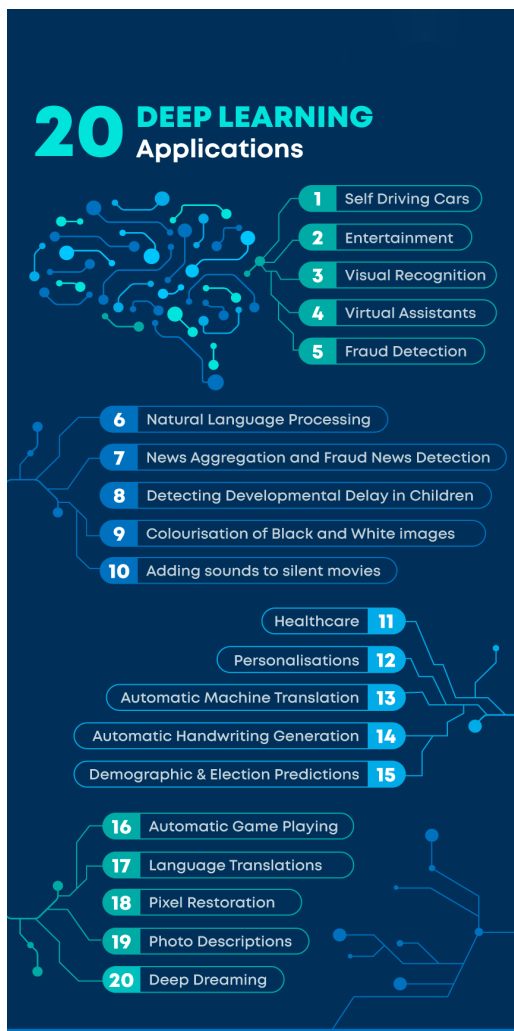 20 DEEP LEARNING
Applications
1 Self Driving Cars
2 Entertainment
3 Visual Recognition
4 Virtual Assistants
5 Fraud Detection
6 Natural Language Processing
7 News Aggregation and Fraud News Detection
8 Detecting Developmental Delay in Children
9 Colourisation of Black and White images
10 Adding sounds to silent movies
Healthcare 11
Personalisations 12
Automatic Machine Translation 13
Automatic Handwriting Generation 14
Demographic & Election Predictions 15
16 Automatic Game Playing
17 Language Translations
18 Pixel Restoration
19 Photo Descriptions
20 Deep Dreaming